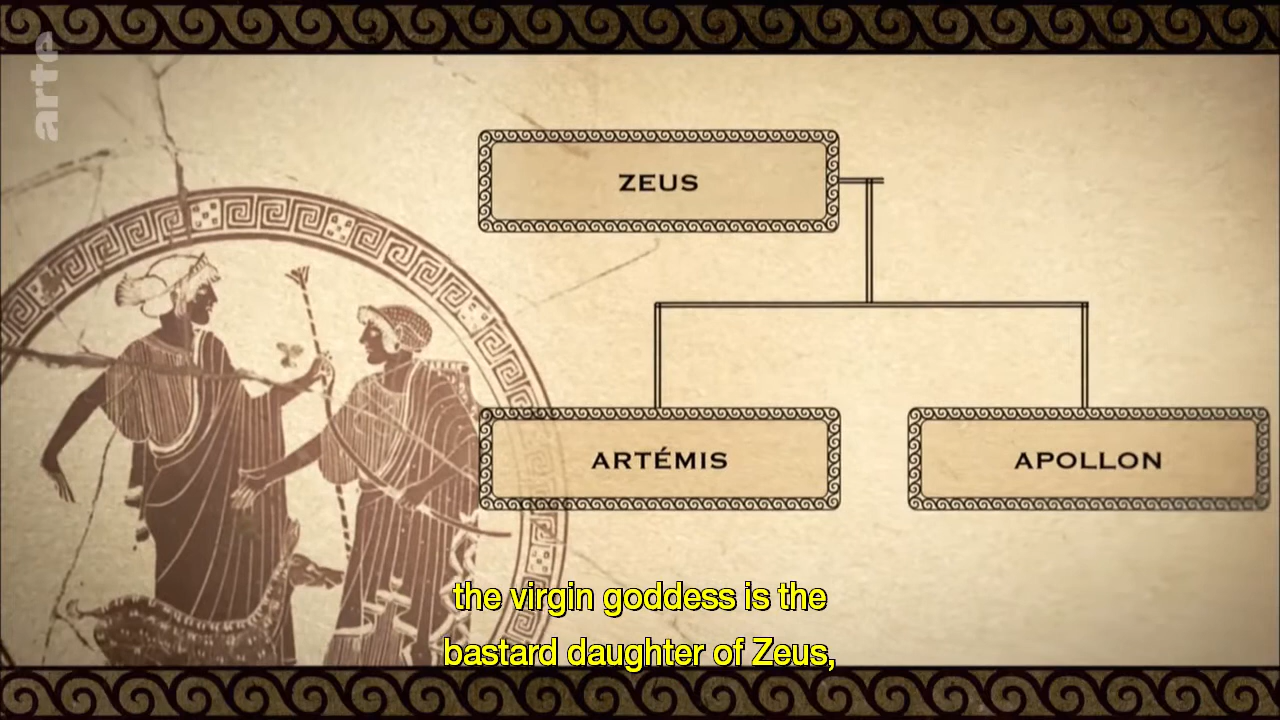 arte
ZEUS
ARTÉMIS
APOLLON
the virgin goddess is the
bastard daughter of Zeus,